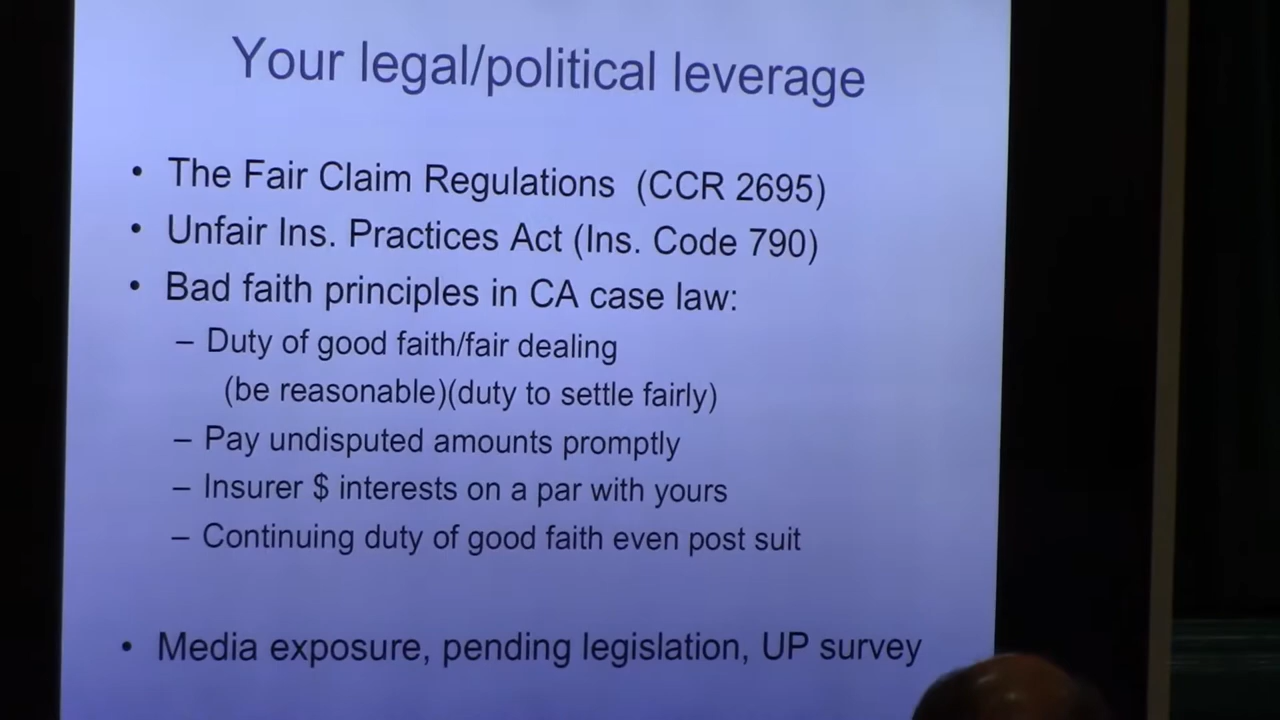 Your legal/political leverage
• The Fair Claim Regulations (CCR 2695)
• Unfair Ins. Practices Act (Ins. Code 790)
• Bad faith principles in CA case law:
– Duty of good faith/fair dealing
(be reasonable)(duty to settle fairly)
– Pay undisputed amounts promptly
– Insurer $ interests on a par with yours
– Continuing duty of good faith even post suit
• Media exposure, pending legislation, UP survey